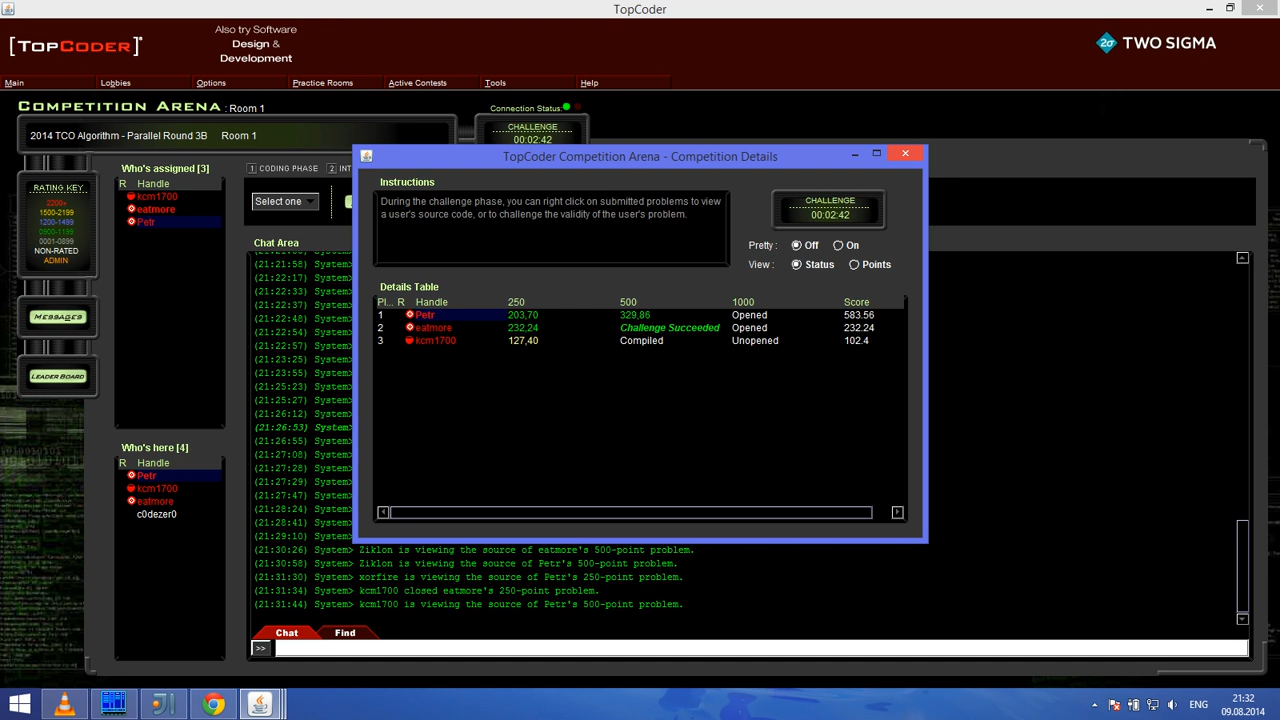 TopCoder
[TOPCODER]
Also try Software
Design &
Development
2σ TWO SIGMA
Main Lobbies Options Practice Rooms Active Contests Tools Help
COMPETITION ARENA : Room 1
Connection Status:
2014 TCO Algorithm - Parallel Round 3B Room 1
CHALLENGE
00:02:42
RATING KEY
2200+
1500-2199
1200-1499
0900-1199
0001-0899
NON-RATED
ADMIN
MESSAGES
LEADER BOARD
Who's assigned [3]
R Handle
kcm1700
eatmore
Petr
Who's here [4]
R Handle
Petr
kcm1700
eatmore
c0dezer0
1 CODING PHASE 2 INT
Select one
Chat Area
System>
(21:21:58) System>
(21:22:17) System>
(21:22:33) System>
(21:22:37) System>
(21:22:48) System>
(21:22:54) System>
(21:22:57) System>
(21:23:25) System>
(21:23:55) System>
(21:25:23) System>
(21:25:27) System>
(21:26:12) System>
(21:26:53) System>
(21:26:55) System>
(21:27:08) System>
(21:27:28) System>
(21:27:29) System>
(21:27:47) System>
(21:28:24) System>
(21:28:41) System>
(21:29:10) System>
(21:30:26) System> Ziklon is viewing the source of eatmore's 500-point problem.
(21:30:58) System> Ziklon is viewing the source of Petr's 500-point problem.
(21:31:30) System> xorfire is viewing the source of Petr's 250-point problem.
(21:31:34) System> kcm1700 closed eatmore's 250-point problem.
(21:31:44) System> kcm1700 is viewing the source of Petr's 500-point problem.
Chat Find
>>
TopCoder Competition Arena - Competition Details
Instructions
During the challenge phase, you can right click on submitted problems to view
a user's source code, or to challenge the validity of the user's problem.
CHALLENGE
00:02:42
Pretty : Off On
View : Status Points
Details Table
Pl... R Handle 250 500 1000 Score
1 Petr 203,70 329,86 Opened 583.56
2 eatmore 232,24 Challenge Succeeded Opened 232.24
3 kcm1700 127,40 Compiled Unopened 102.4
ENG
21:32
09.08.2014